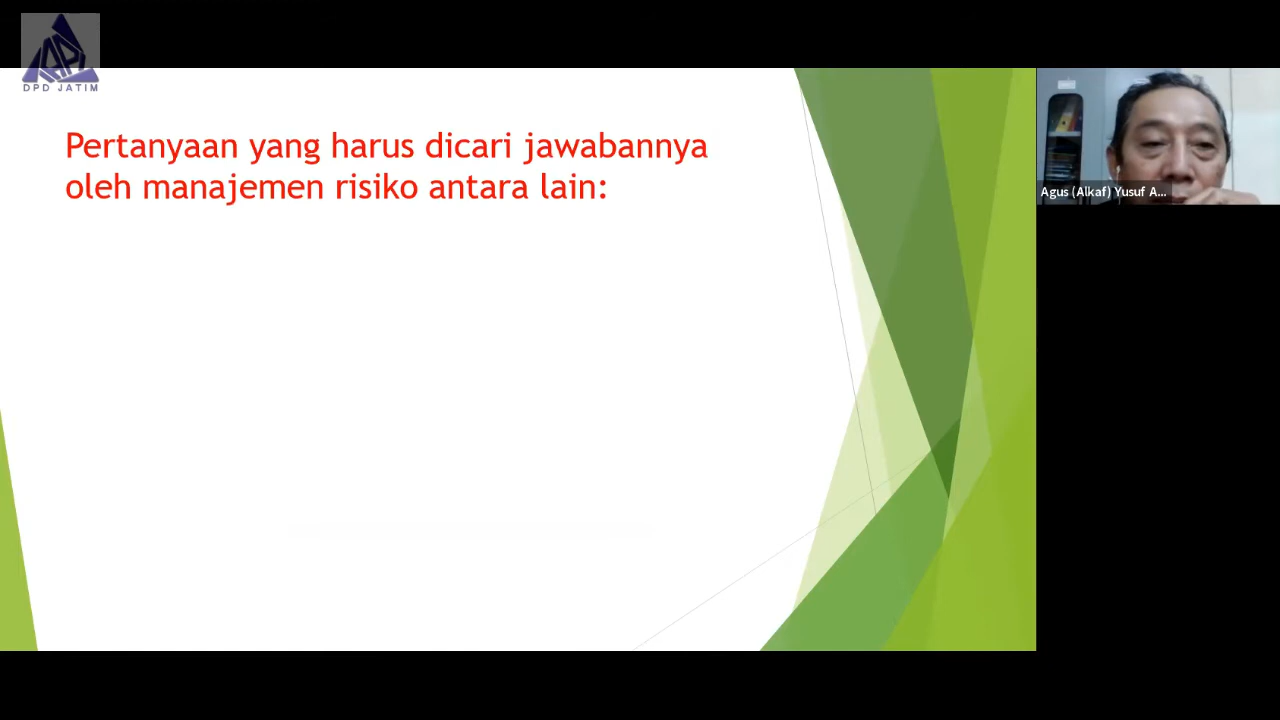 DPD JATIM
Pertanyaan yang harus dicari jawabannya
oleh manajemen risiko antara lain:
Agus (Alkaf) Yusuf A...